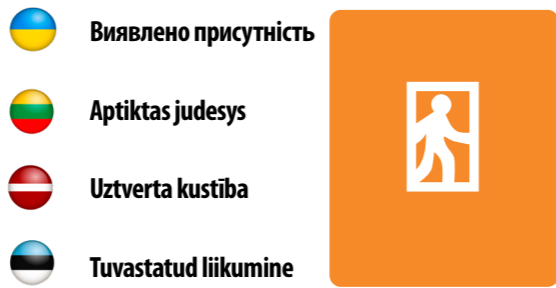 Виявлено присутність
Aptiktas judesys
Uztverta kustība
Tuvastatud liikumine